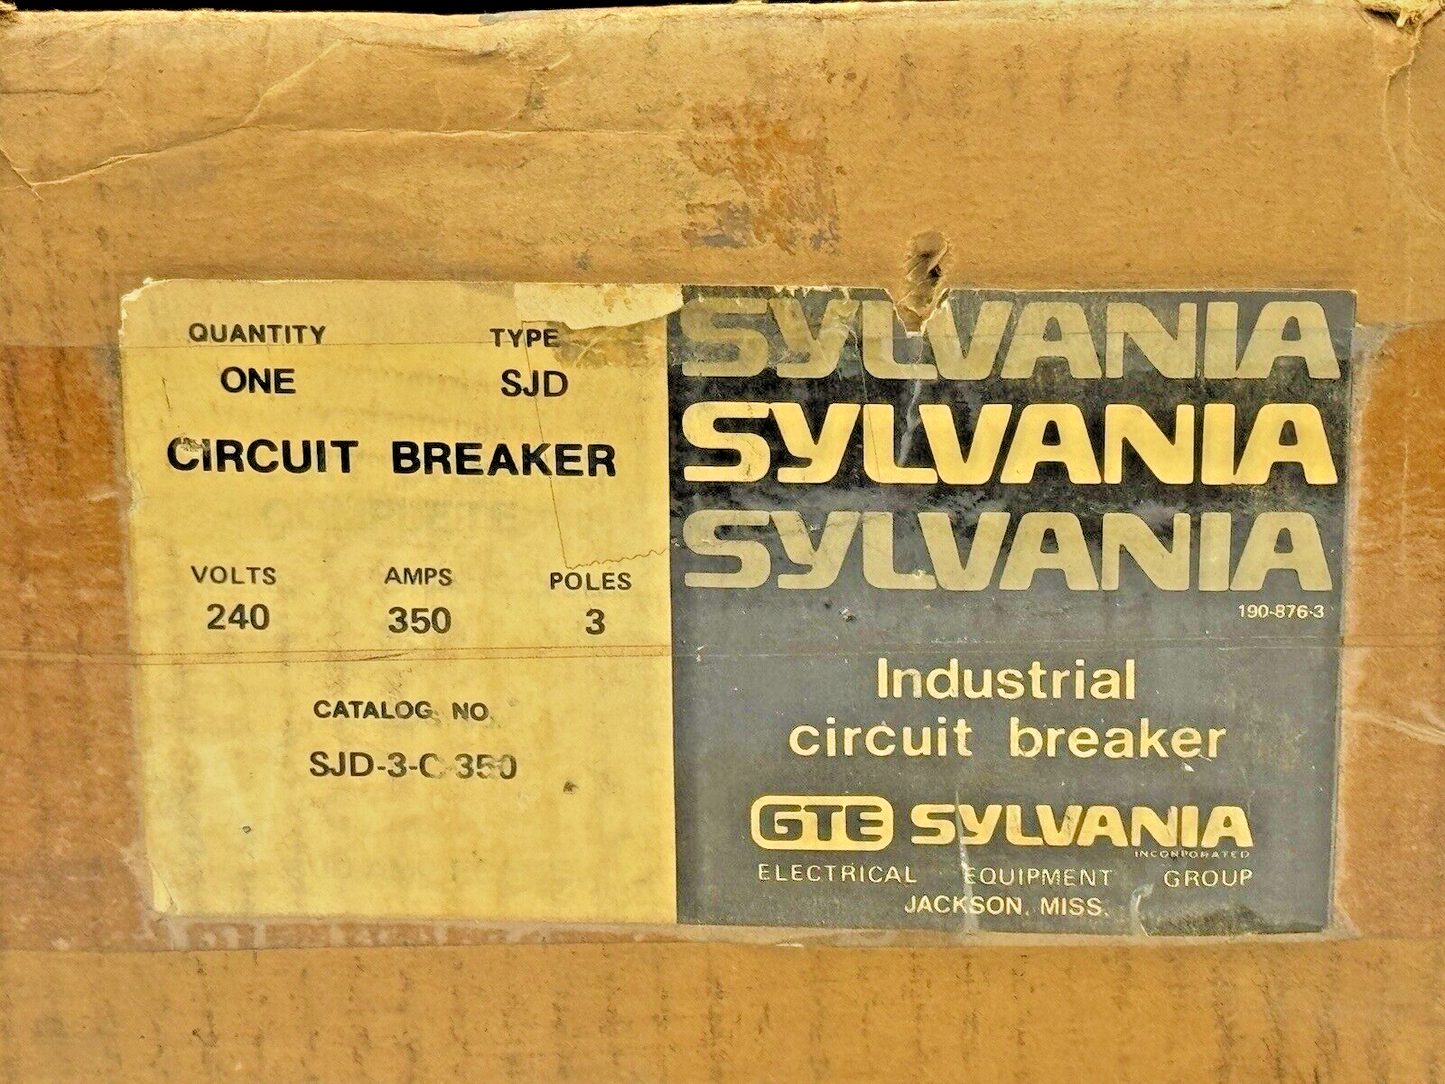 QUANTITY TYPE
ONE SJD
CIRCUIT BREAKER
VOLTS AMPS POLES
240 350 3
CATALOG NO.
SJD-3-C-350
SYLVANIA
SYLVANIA
SYLVANIA
190-876-3
Industrial
circuit breaker
GTE SYLVANIA
INCORPORATED
ELECTRICAL EQUIPMENT GROUP
JACKSON, MISS.